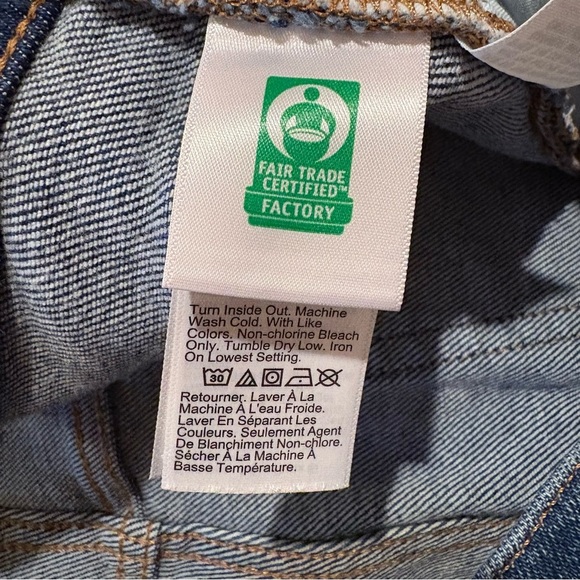 FAIR TRADE
CERTIFIED™
FACTORY
Turn Inside Out. Machine
Wash Cold. With Like
Colors. Non-chlorine Bleach
Only. Tumble Dry Low. Iron
On Lowest Setting.
30
Retourner. Laver À La
Machine À L'eau Froide.
Laver En Séparant Les
Couleurs. Seulement Agent
De Blanchiment Non-chlore.
Sécher À La Machine À
Basse Température.